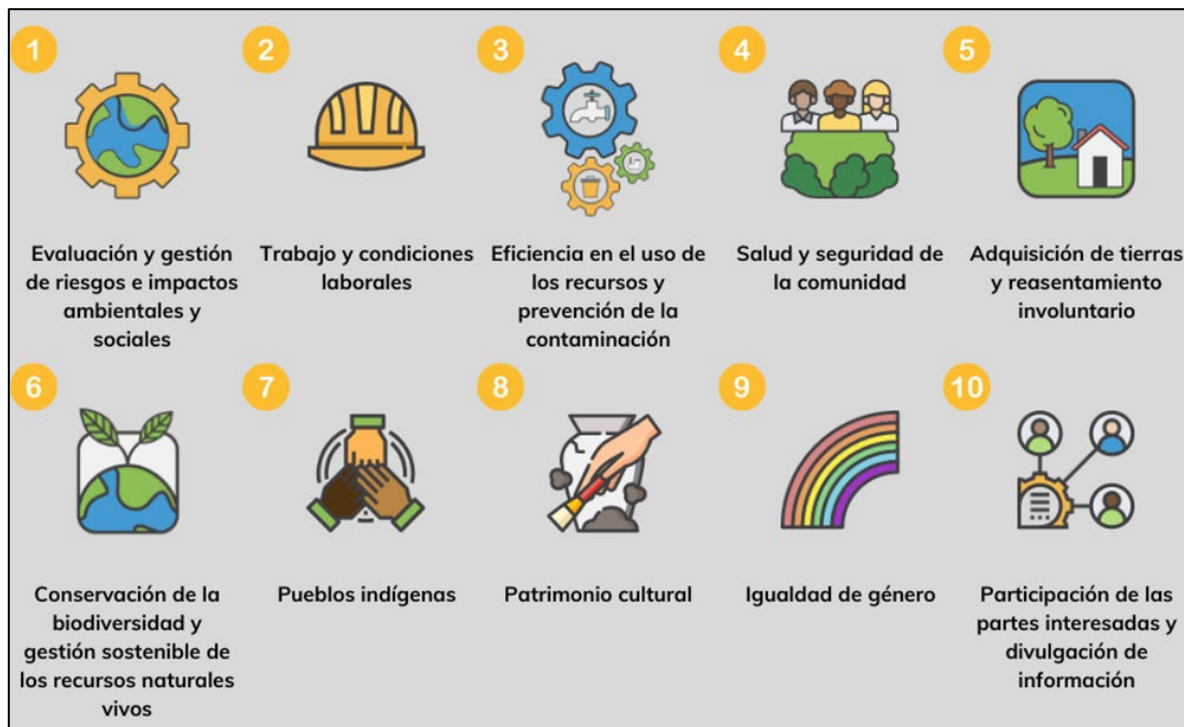 1
Evaluación y gestión
de riesgos e impactos
ambientales y
sociales
2
Trabajo y condiciones
laborales
3
Eficiencia en el uso de
los recursos y
prevención de la
contaminación
4
Salud y seguridad de
la comunidad
5
Adquisición de tierras
y reasentamiento
involuntario
6
Conservación de la
biodiversidad y
gestión sostenible de
los recursos naturales
vivos
7
Pueblos indígenas
8
Patrimonio cultural
9
Igualdad de género
10
Participación de las
partes interesadas y
divulgación de
información